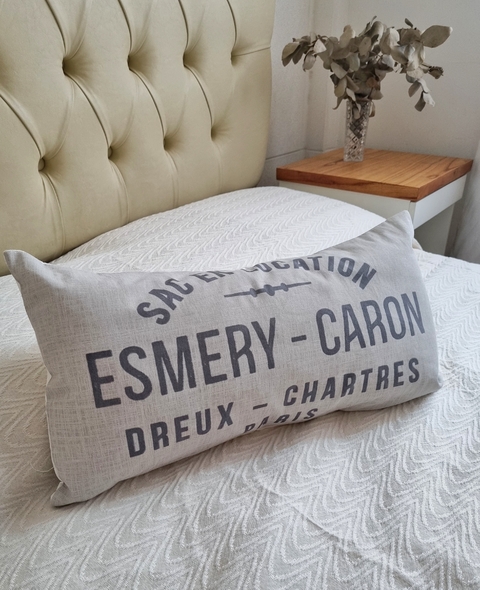 SAC EN LOCATION
ESMERY - CARON
DREUX - CHARTRES
PARIS